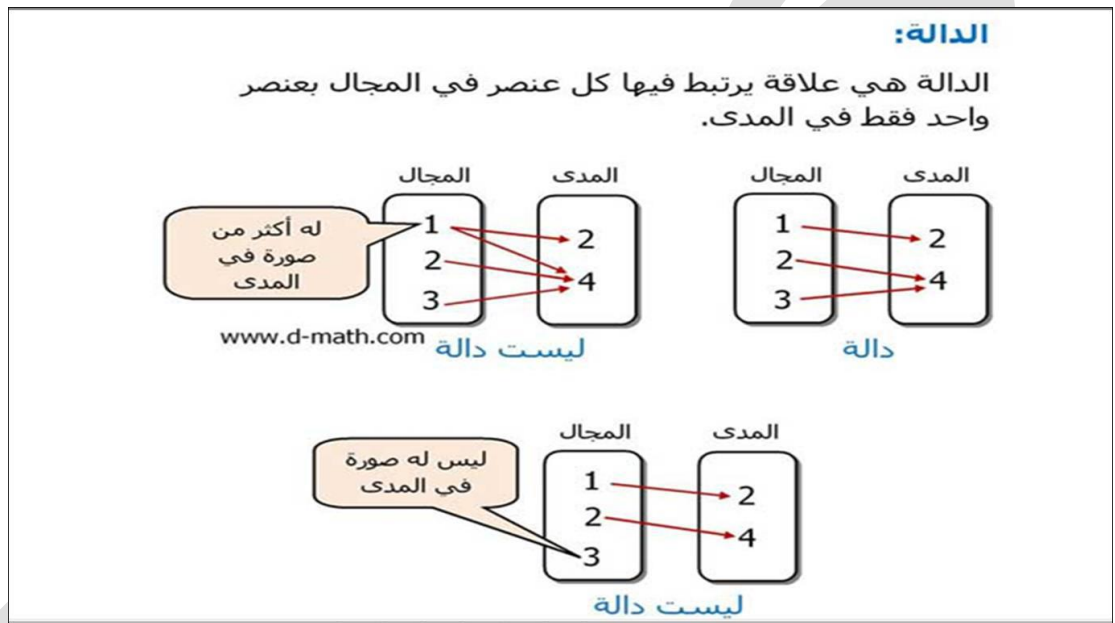 الدالة:
الدالة هي علاقة يرتبط فيها كل عنصر في المجال بعنصر
واحد فقط في المدى.
المجال
المدى
1
2
3
2
4
دالة
المجال
المدى
له أكثر من
صورة في
المدى
1
2
3
2
4
www.d-math.com
ليست دالة
المجال
المدى
ليس له صورة
في المدى
1
2
3
2
4
ليست دالة